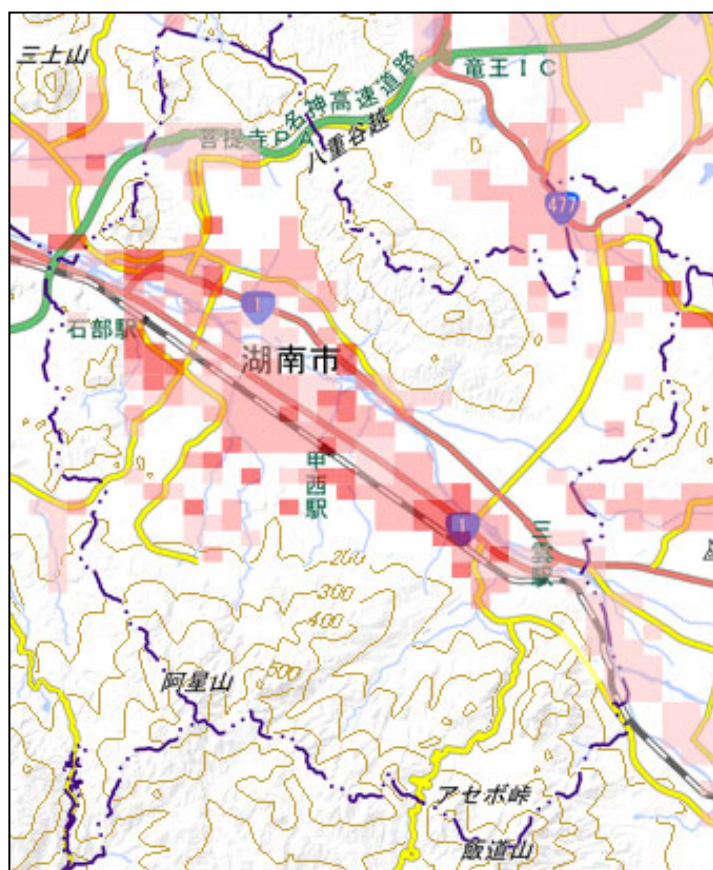 三上山
竜王IC
名神高速道路
菩提寺PA
八重谷越
477
1
石部駅
湖南市
甲西駅
1
三雲駅
200
300
400
500
阿星山
アセボ峠
飯道山